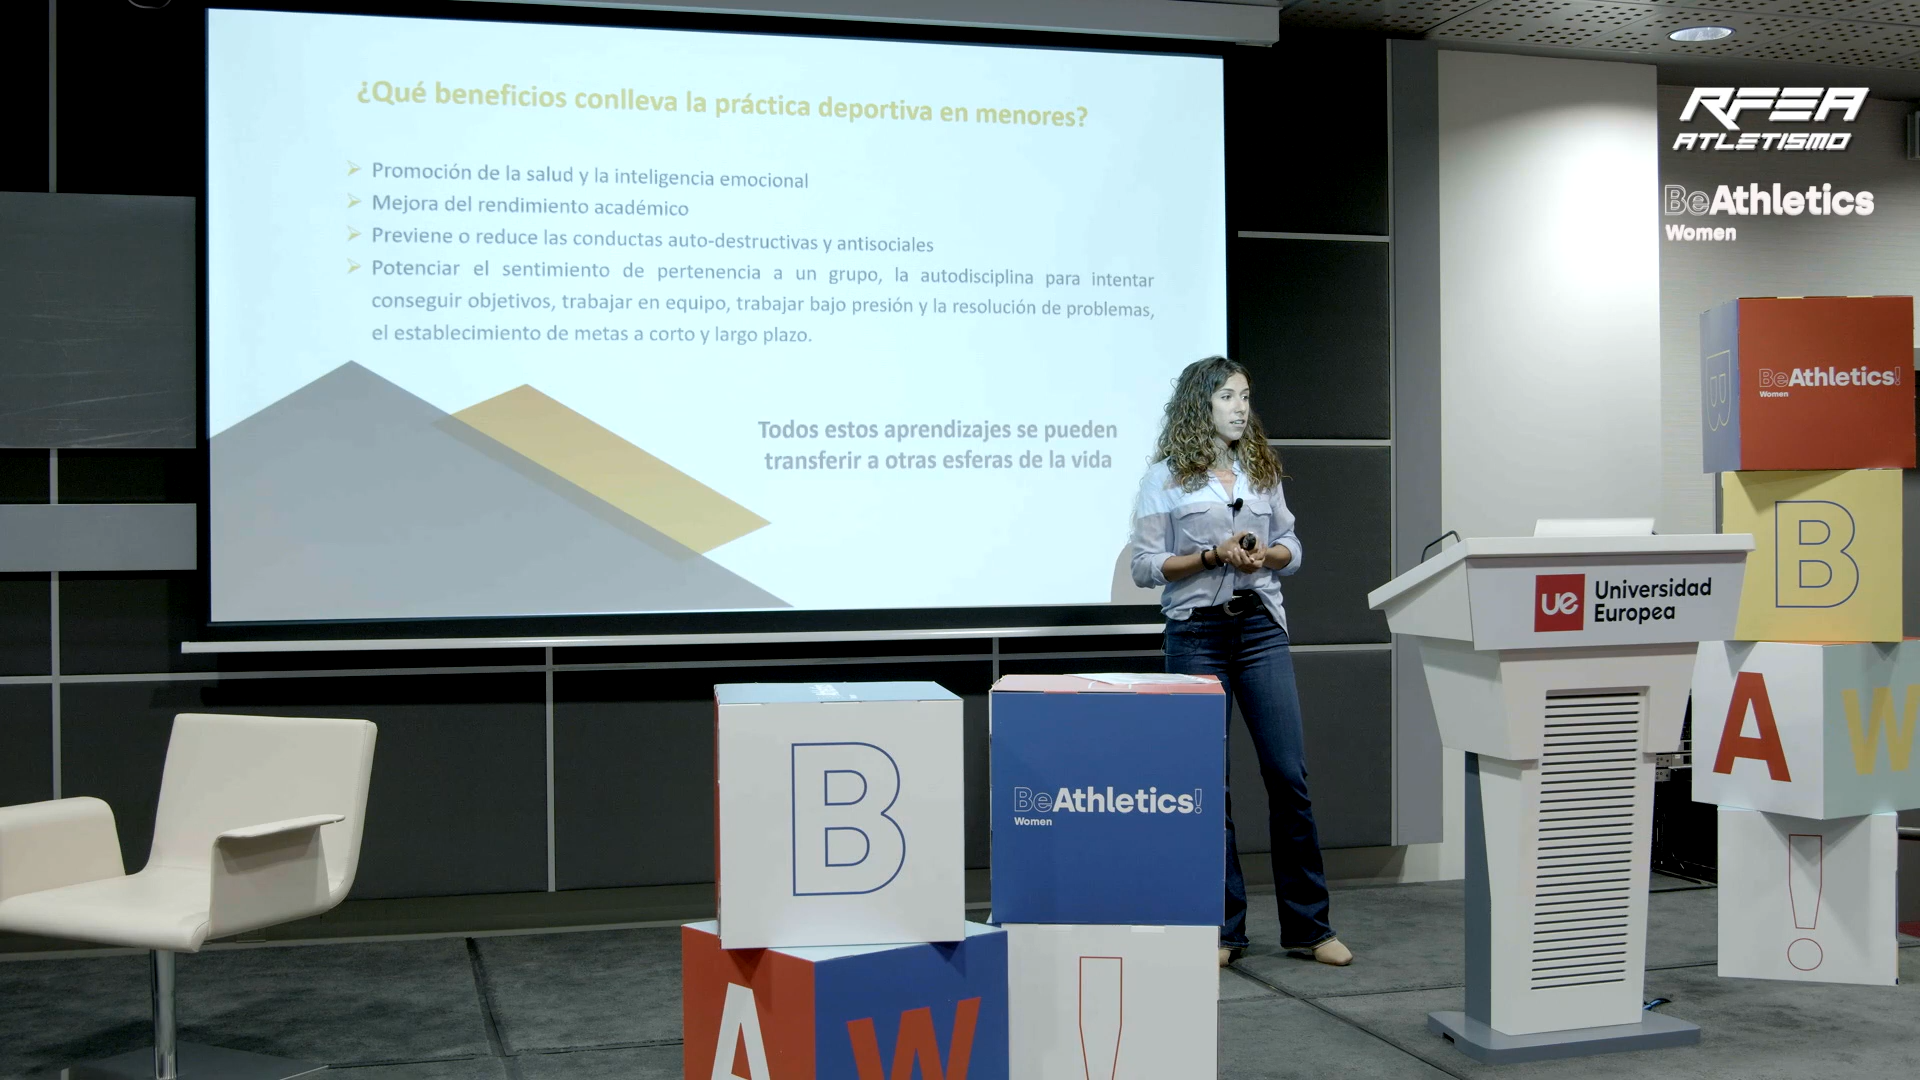 ¿Qué beneficios conlleva la práctica deportiva en menores?
Promoción de la salud y la inteligencia emocional
Mejora del rendimiento académico
Previene o reduce las conductas auto-destructivas y antisociales
Potenciar el sentimiento de pertenencia a un grupo, la autodisciplina para intentar
conseguir objetivos, trabajar en equipo, trabajar bajo presión y la resolución de problemas,
el establecimiento de metas a corto y largo plazo.
Todos estos aprendizajes se pueden
transferir a otras esferas de la vida
RFEA
ATLETISMO
BeAthletics
Women
B
BeAthletics!
Women
B
ue Universidad
Europea
A W
!
B
BeAthletics!
Women
A W
!